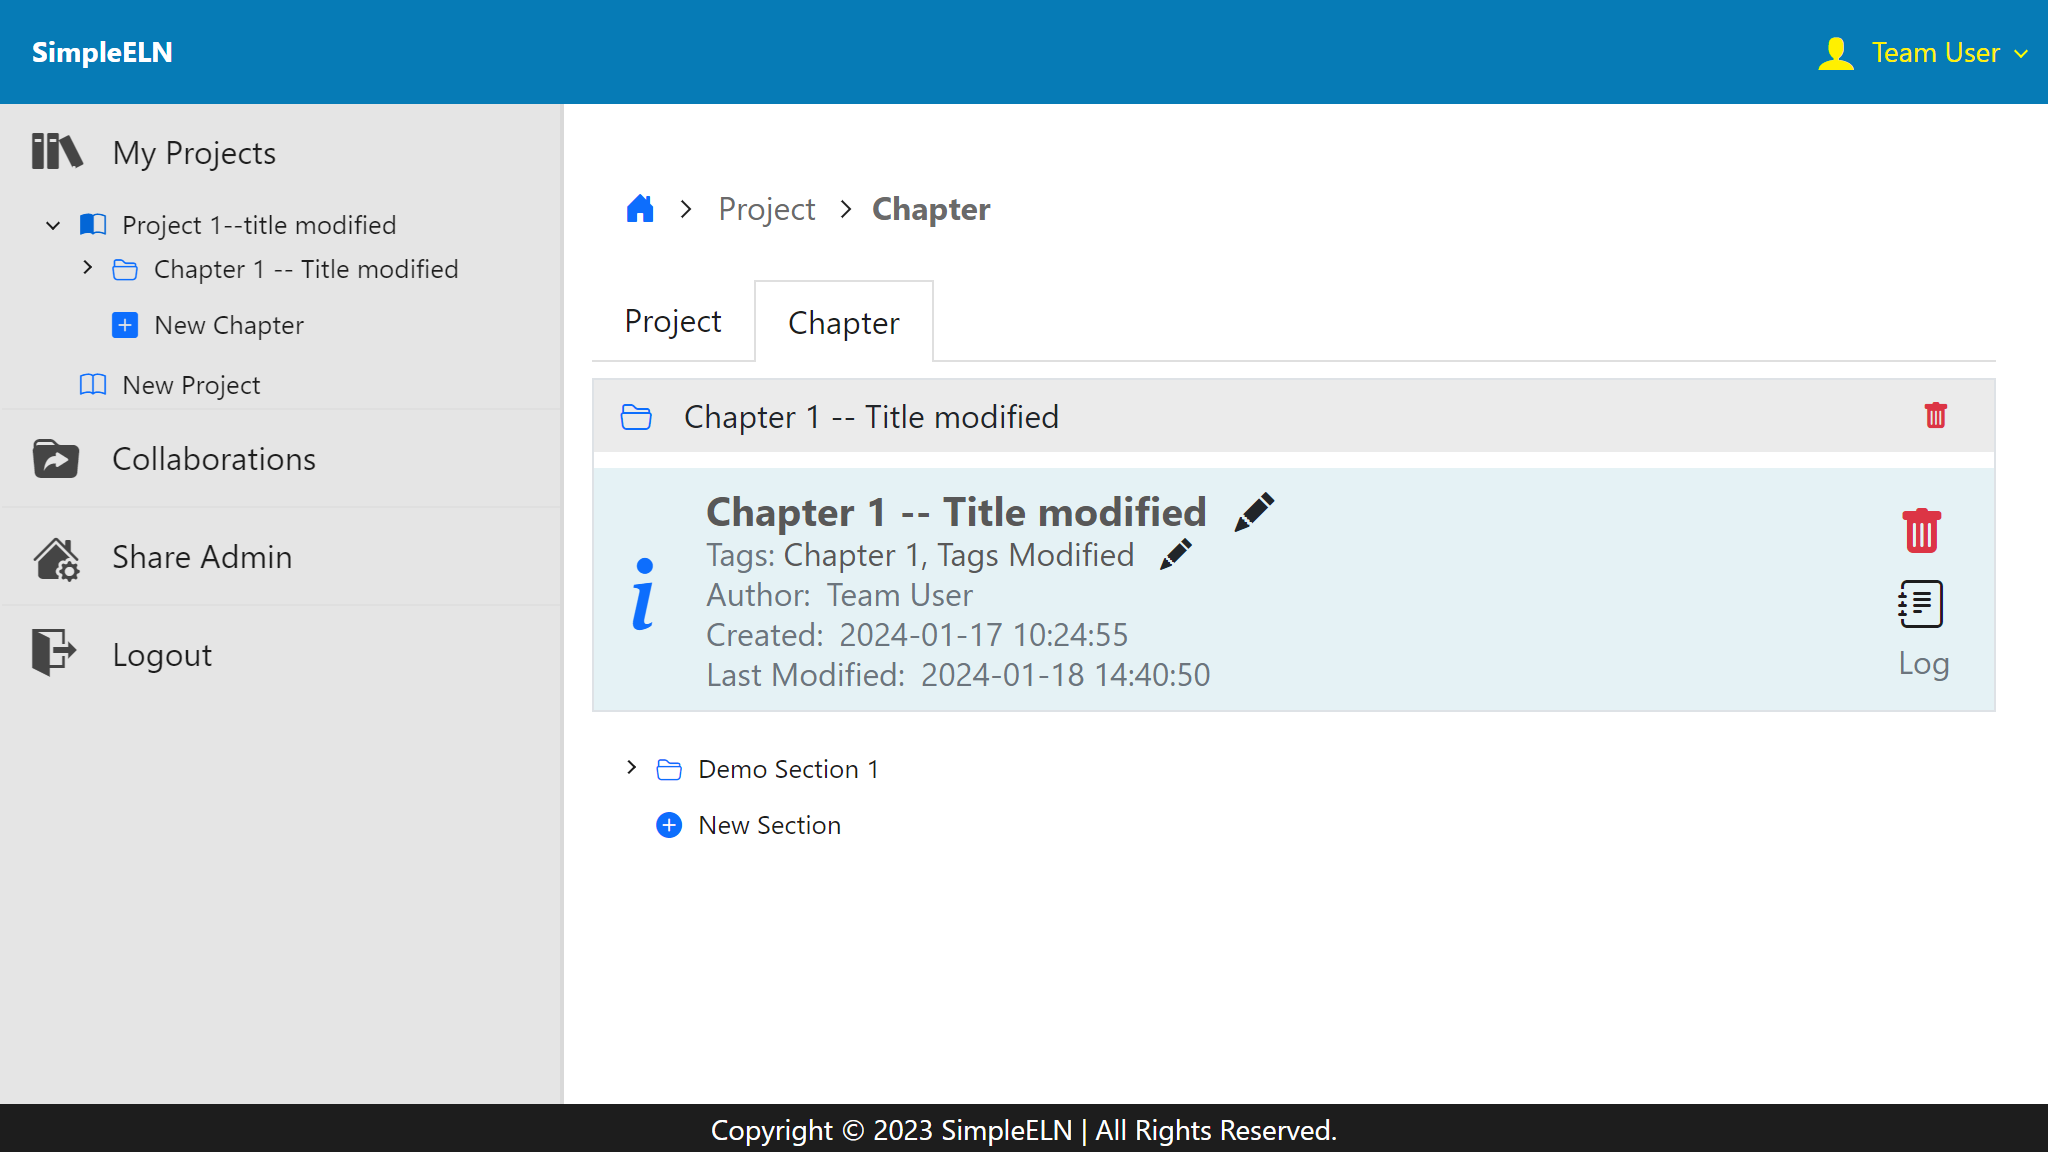 SimpleELN
Team User
My Projects
Project 1--title modified
Chapter 1 -- Title modified
New Chapter
New Project
Collaborations
Share Admin
Logout
Project Chapter
Project
Chapter
Chapter 1 -- Title modified
Chapter 1 -- Title modified
Tags: Chapter 1, Tags Modified
Author: Team User
Created: 2024-01-17 10:24:55
Last Modified: 2024-01-18 14:40:50
Log
Demo Section 1
New Section
Copyright © 2023 SimpleELN | All Rights Reserved.